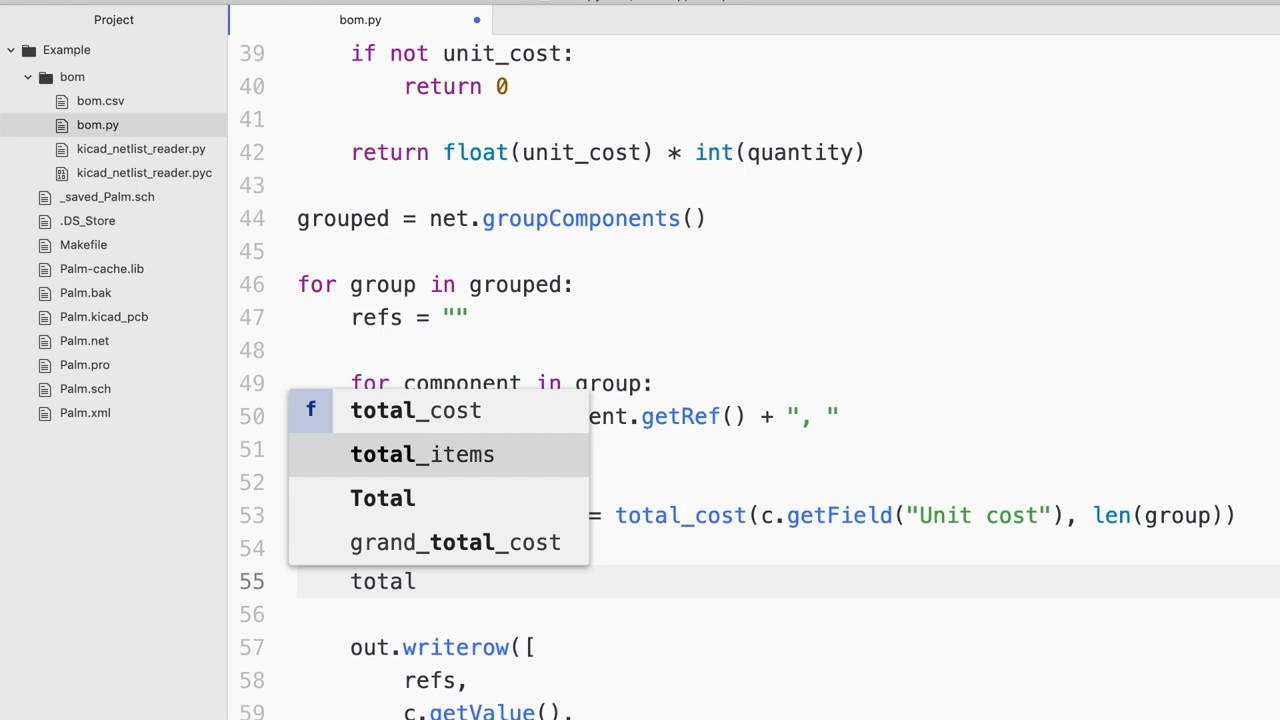 Project
Example
bom
bom.csv
bom.py
kicad_netlist_reader.py
kicad_netlist_reader.pyc
_saved_Palm.sch
.DS_Store
Makefile
Palm-cache.lib
Palm.bak
Palm.kicad_pcb
Palm.net
Palm.pro
Palm.sch
Palm.xml
bom.py
39 if not unit_cost:
40 return 0
41
42 return float(unit_cost) * int(quantity)
43
44 grouped = net.groupComponents()
45
46 for group in grouped:
47 refs = ""
48
49 for component in group:
50 ent.getRef() + ", "
51
52
53 = total_cost(c.getField("Unit cost"), len(group))
54
55 total
56
57 out.writerow([
58 refs,
59 c.getValue(),
f total_cost
total_items
Total
grand_total_cost